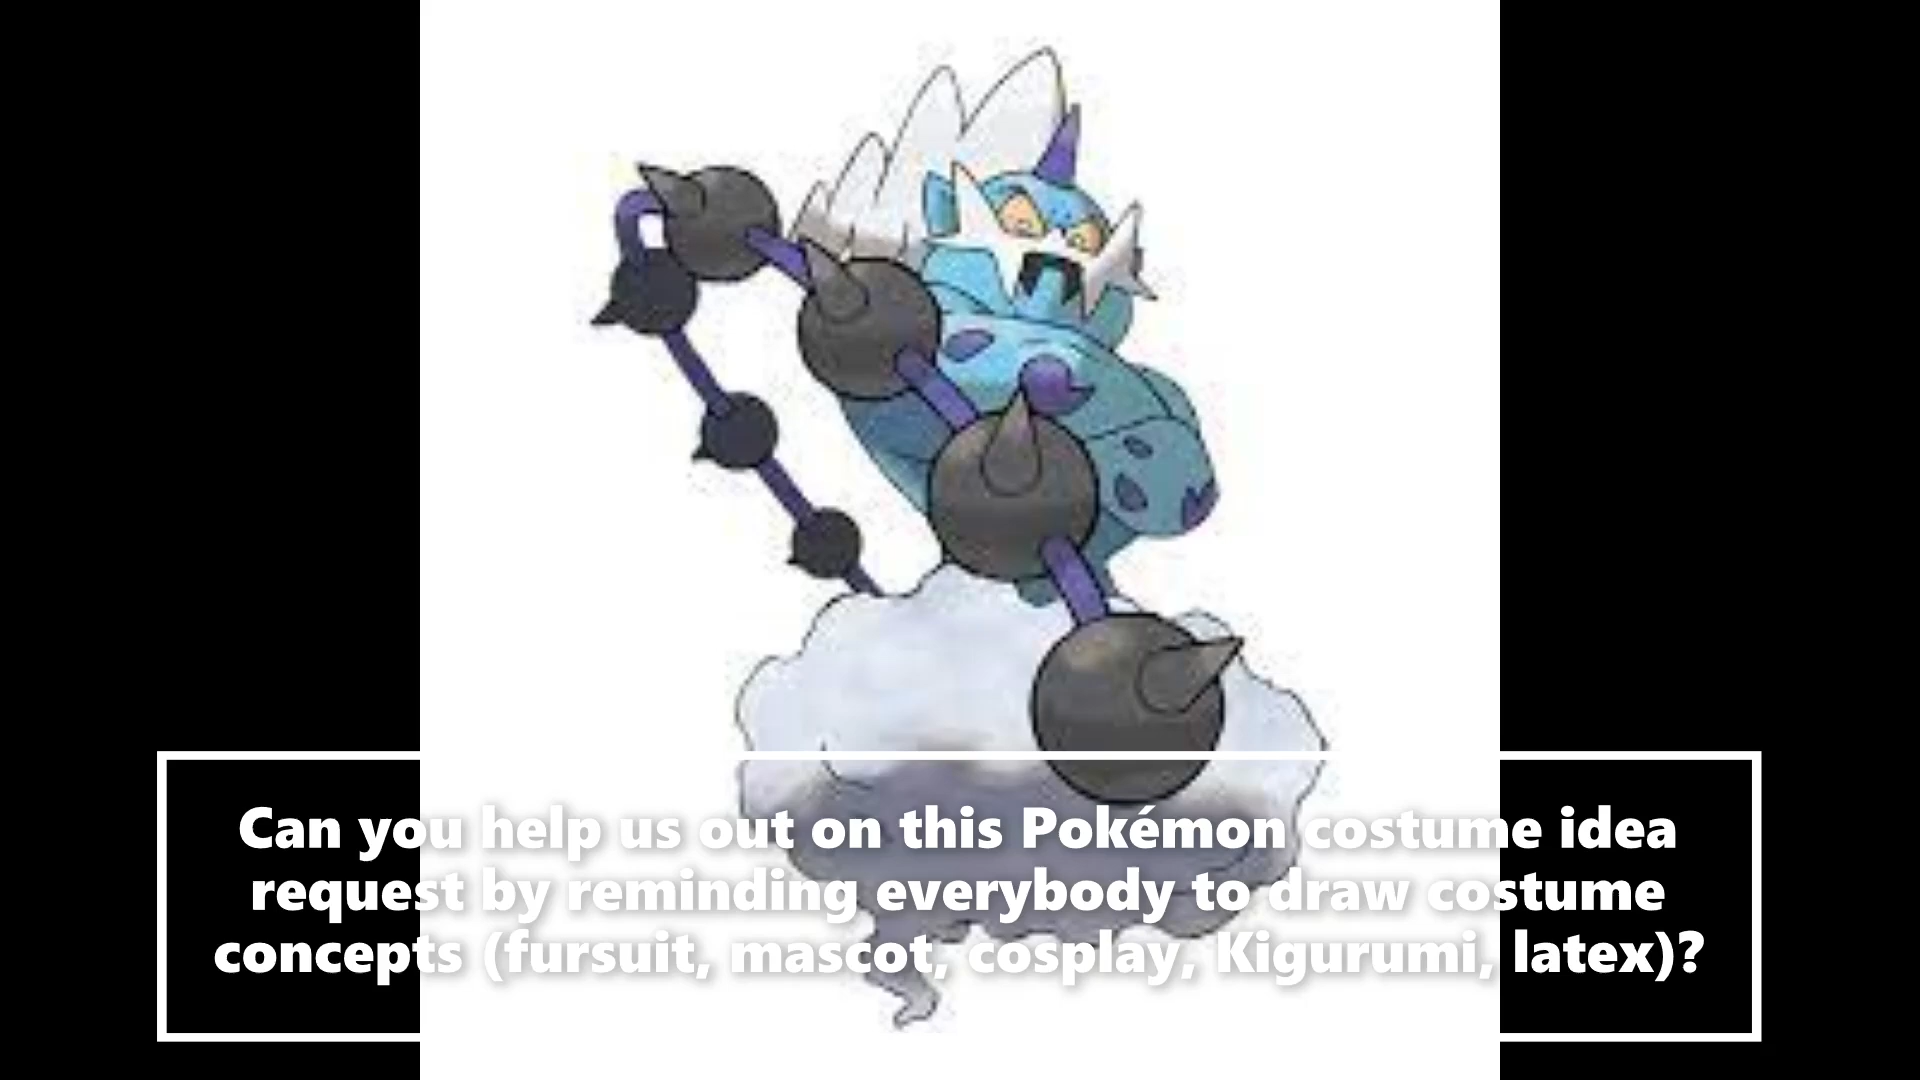 Can you help us out on this Pokémon costume idea
request by reminding everybody to draw costume
concepts (fursuit, mascot, cosplay, Kigurumi, latex)?